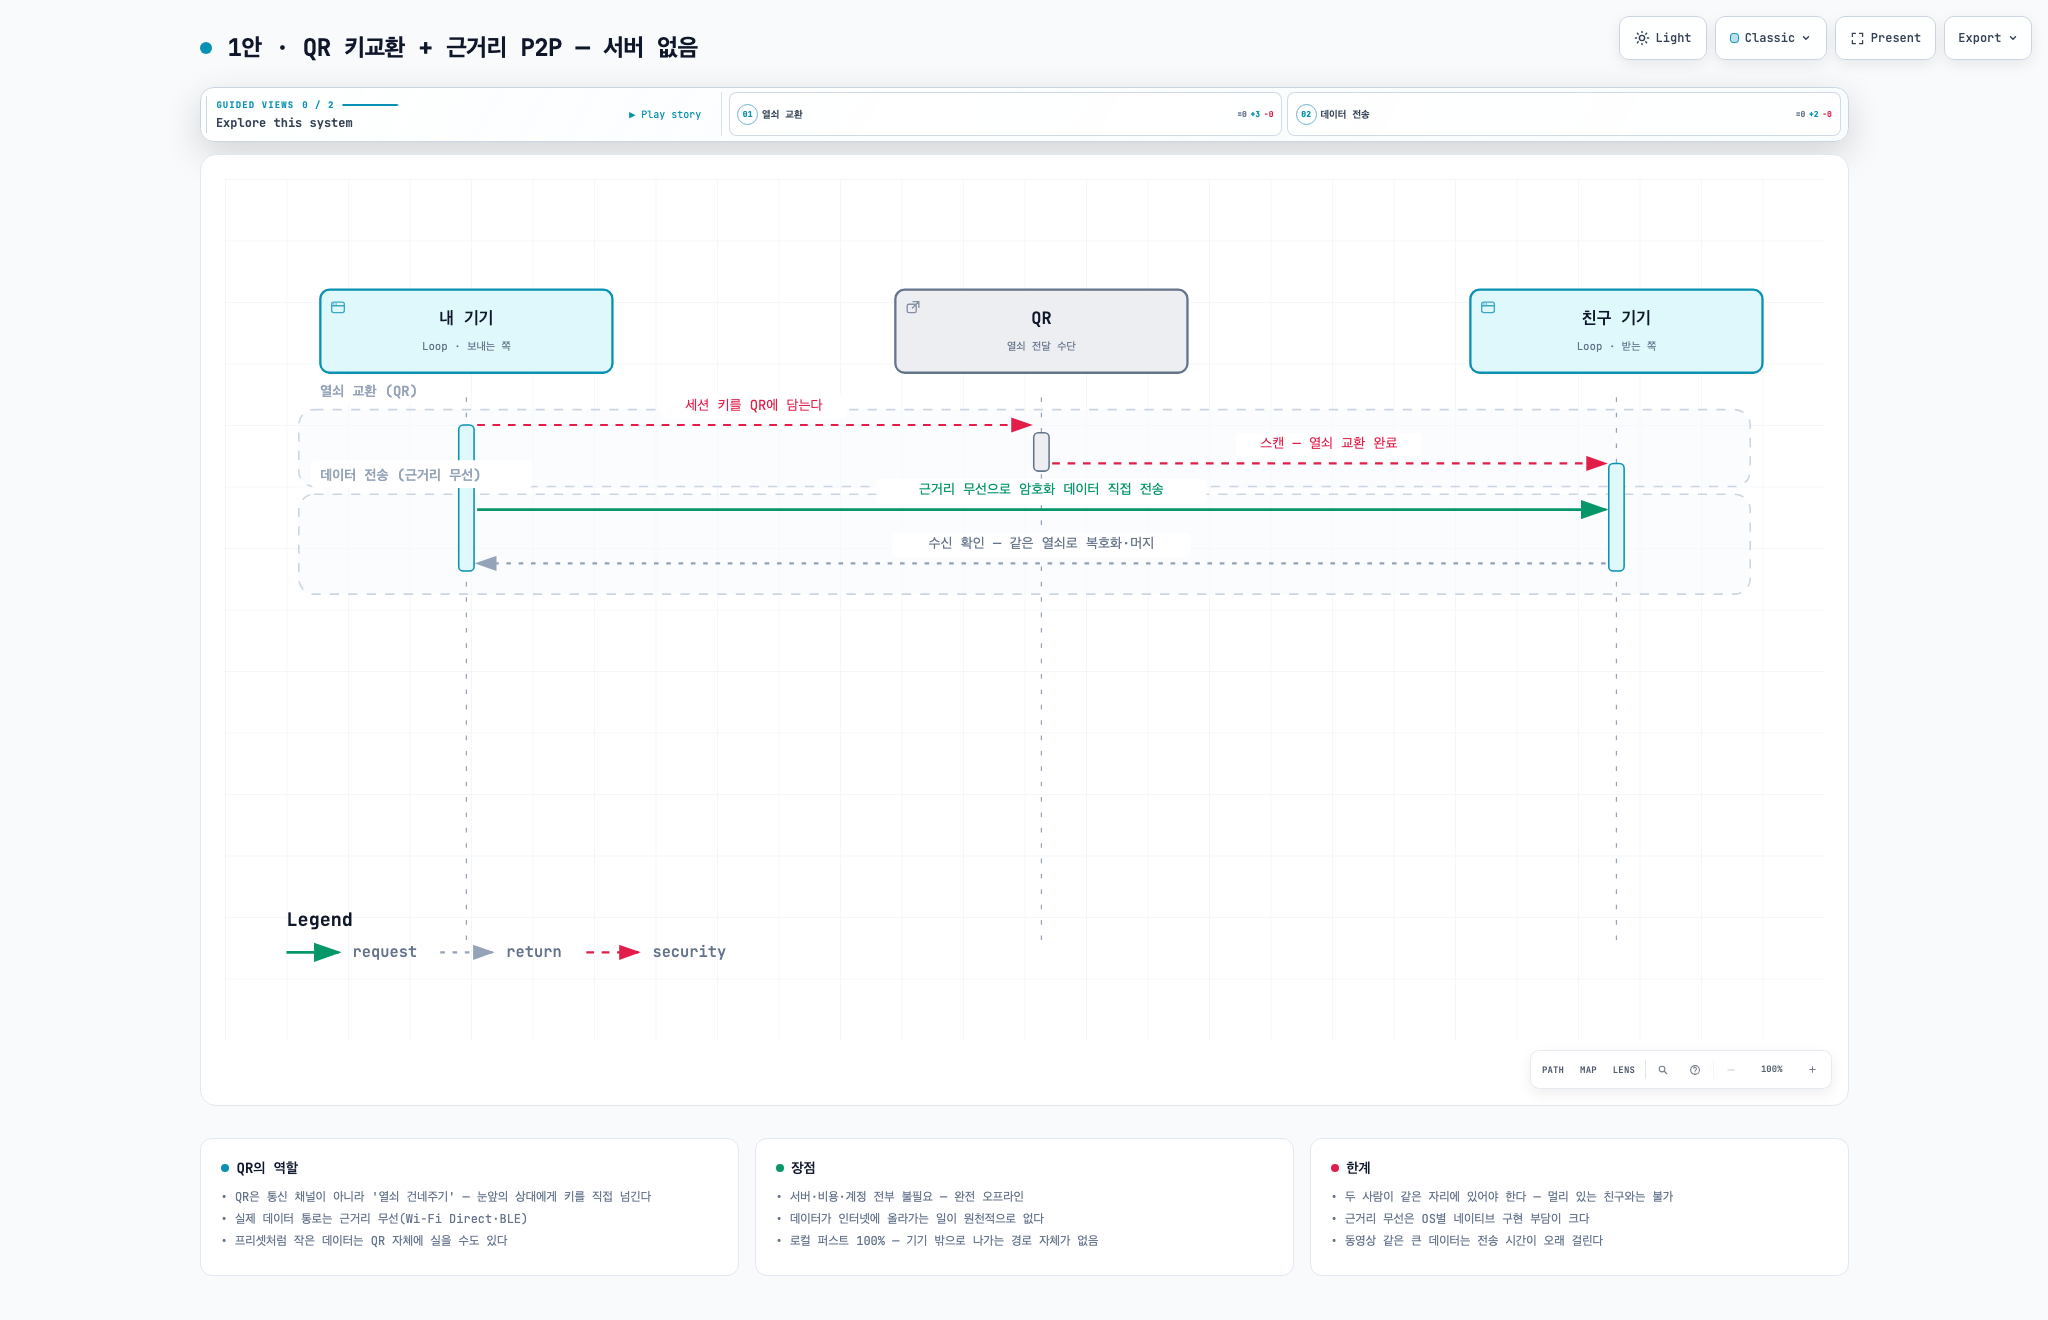 1안 · QR 키교환 + 근거리 P2P — 서버 없음
Light
Classic
Present
Export
GUIDED VIEWS 0 / 2
Explore this system
▶ Play story
01 열쇠 교환
=0 +3 -0
02 데이터 전송
=0 +2 -0
내 기기
Loop · 보내는 쪽
QR
열쇠 전달 수단
친구 기기
Loop · 받는 쪽
열쇠 교환 (QR)
세션 키를 QR에 담는다
스캔 — 열쇠 교환 완료
데이터 전송 (근거리 무선)
근거리 무선으로 암호화 데이터 직접 전송
수신 확인 — 같은 열쇠로 복호화·머지
Legend
request
return
security
PATH
MAP
LENS
100%
QR의 역할
• QR은 통신 채널이 아니라 '열쇠 건네주기' — 눈앞의 상대에게 키를 직접 넘긴다
• 실제 데이터 통로는 근거리 무선(Wi-Fi Direct·BLE)
• 프리셋처럼 작은 데이터는 QR 자체에 실을 수도 있다
장점
• 서버·비용·계정 전부 불필요 — 완전 오프라인
• 데이터가 인터넷에 올라가는 일이 원천적으로 없다
• 로컬 퍼스트 100% — 기기 밖으로 나가는 경로 자체가 없음
한계
• 두 사람이 같은 자리에 있어야 한다 — 멀리 있는 친구와는 불가
• 근거리 무선은 OS별 네이티브 구현 부담이 크다
• 동영상 같은 큰 데이터는 전송 시간이 오래 걸린다